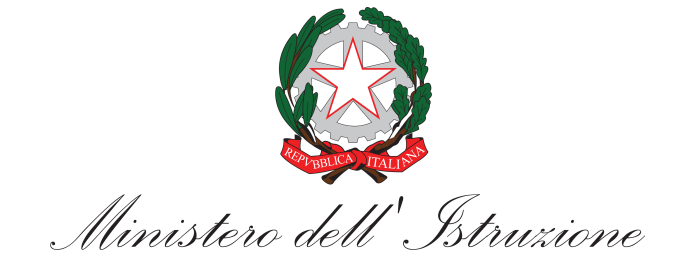 REPVBBLICA ITALIANA
Ministero dell' Istruzione